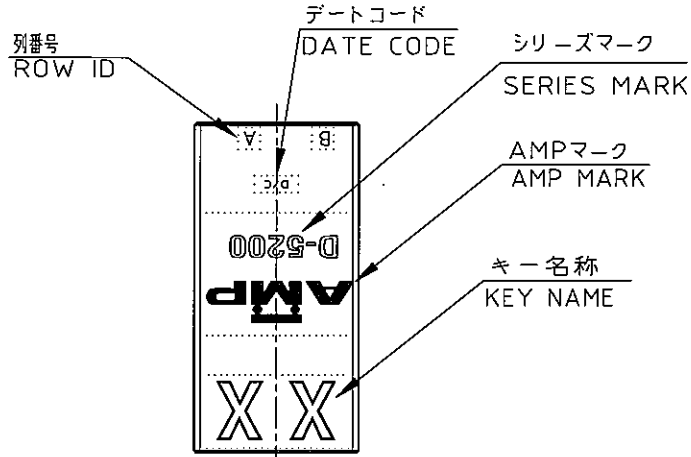 デートコード
DATE CODE
列番号
ROW ID
シリーズマーク
SERIES MARK
AMPマーク
AMP MARK
キー名称
KEY NAME
A B
D/C
D-5200
AMP
X X